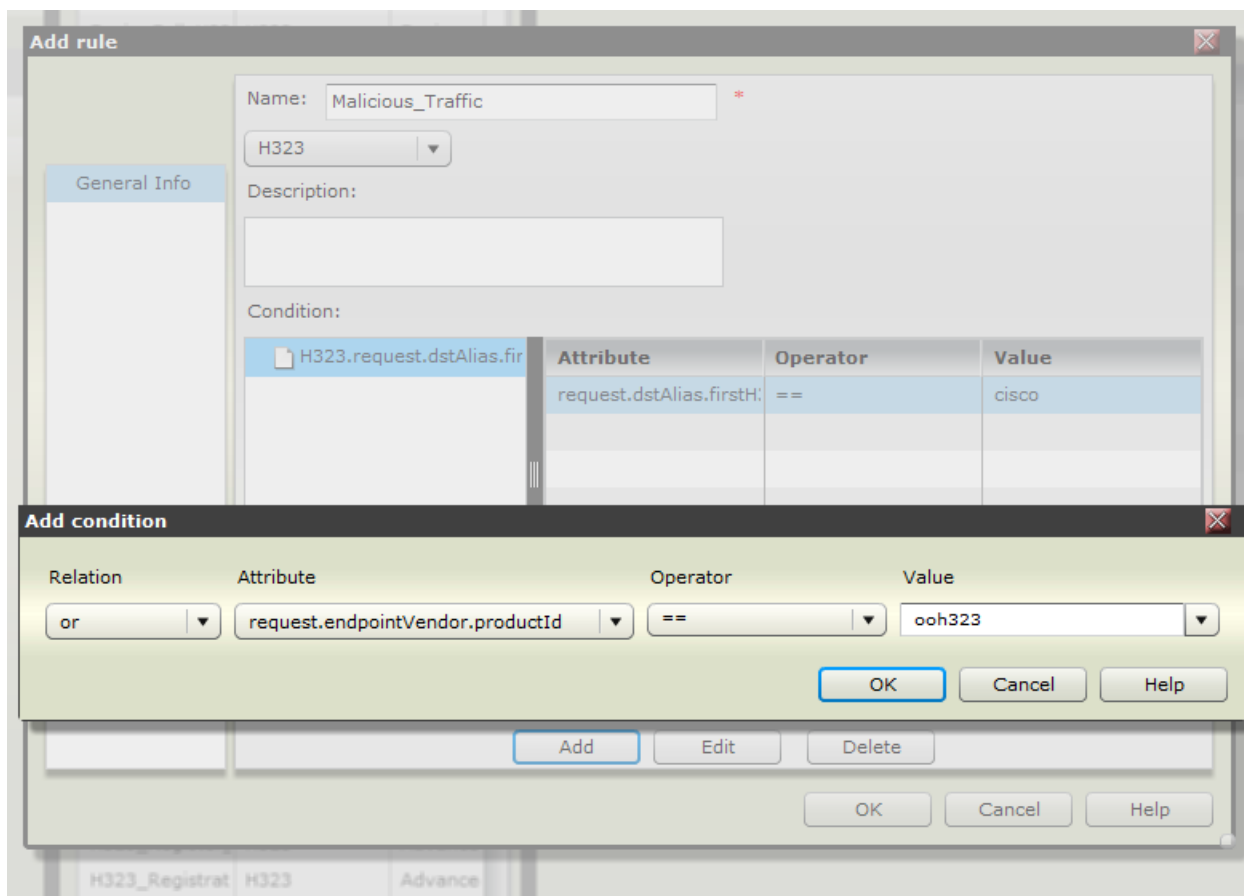 Add rule
Name: Malicious_Traffic *
H323
General Info
Description:
Condition:
H323.request.dstAlias.fir
Attribute Operator Value
request.dstAlias.firstH: == cisco
Add condition
Relation Attribute Operator Value
or request.endpointVendor.productId == ooh323
OK Cancel Help
Add Edit Delete
OK Cancel Help
H323_Registrat H323 Advance